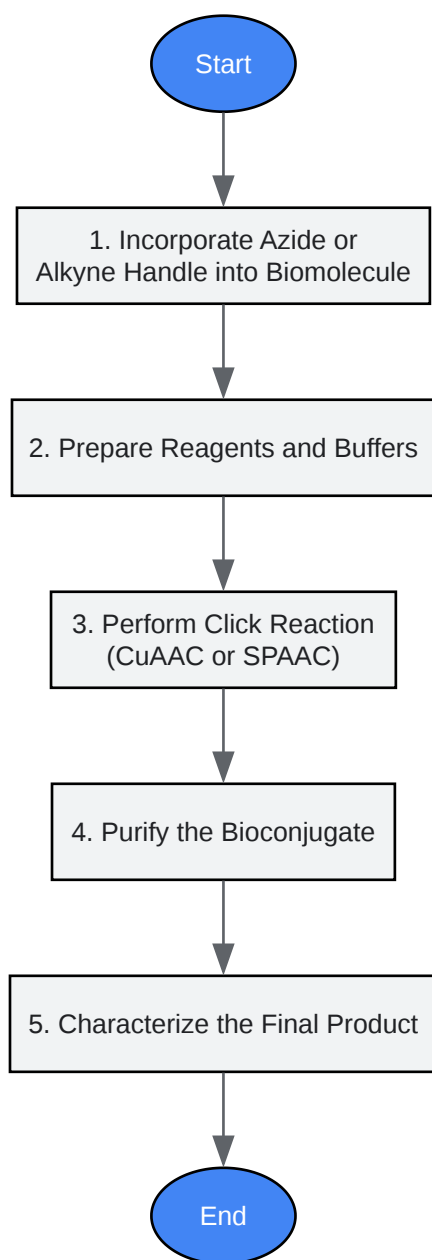 Start
1. Incorporate Azide or
Alkyne Handle into Biomolecule
2. Prepare Reagents and Buffers
3. Perform Click Reaction
(CuAAC or SPAAC)
4. Purify the Bioconjugate
5. Characterize the Final Product
End